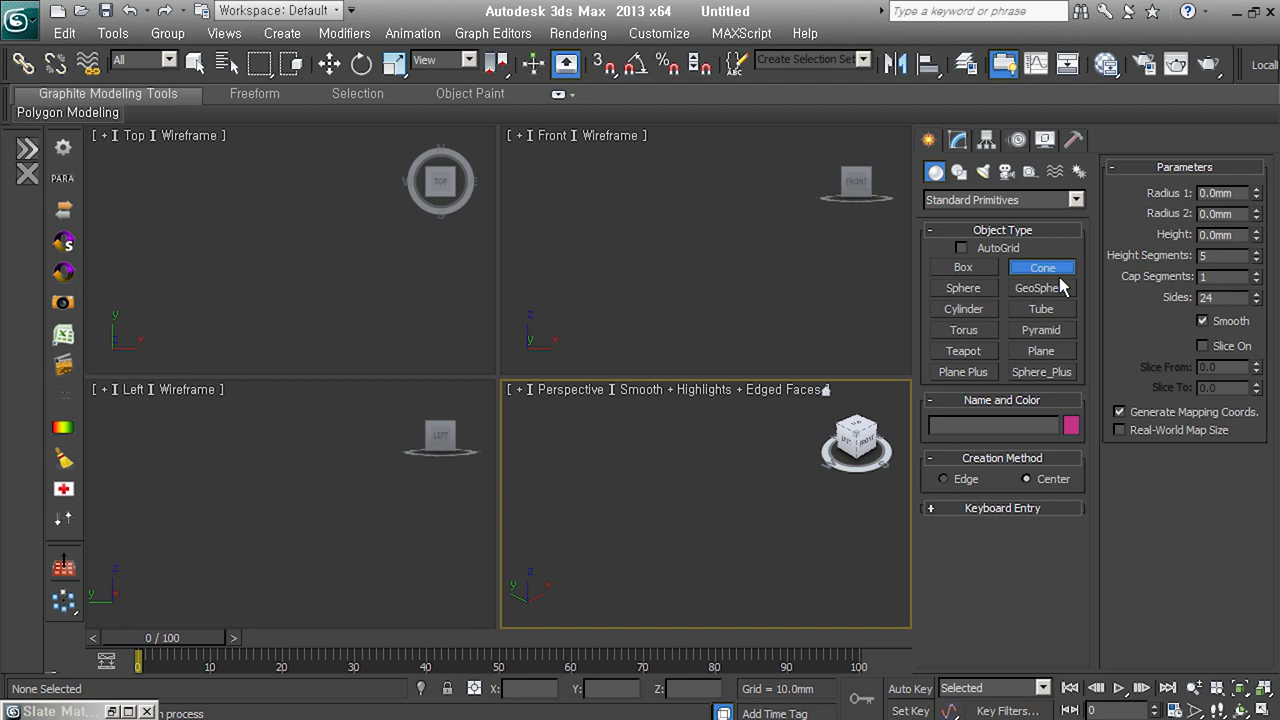 Workspace: Default
Autodesk 3ds Max 2013 x64 Untitled
Type a keyword or phrase
Edit Tools Group Views Create Modifiers Animation Graph Editors Rendering Customize MAXScript Help
All
View
3
Create Selection Set
Locali
Graphite Modeling Tools Freeform Selection Object Paint
Polygon Modeling
[ + ] Top ] Wireframe ]
[ + ] Front ] Wireframe ]
PARA
TOP
FRONT
y x z
z y x
[ + ] Left ] Wireframe ]
[ + ] Perspective ] Smooth + Highlights + Edged Faces ]
LEFT
FRONT
z y
z y x
Standard Primitives
- Object Type
AutoGrid
Box Cone
Sphere GeoSphe
Cylinder Tube
Torus Pyramid
Teapot Plane
Plane Plus Sphere_Plus
- Name and Color
- Creation Method
Edge Center
+ Keyboard Entry
- Parameters
Radius 1: 0.0mm
Radius 2: 0.0mm
Height: 0.0mm
Height Segments: 5
Cap Segments: 1
Sides: 24
Smooth
Slice On
Slice From: 0.0
Slice To: 0.0
Generate Mapping Coords.
Real-World Map Size
< 0 / 100 >
0 10 20 30 40 50 60 70 80 90 100
None Selected X: Y: Z: Grid = 10.0mm Auto Key Selected
Slate Mat... n process Add Time Tag Set Key Key Filters... 0